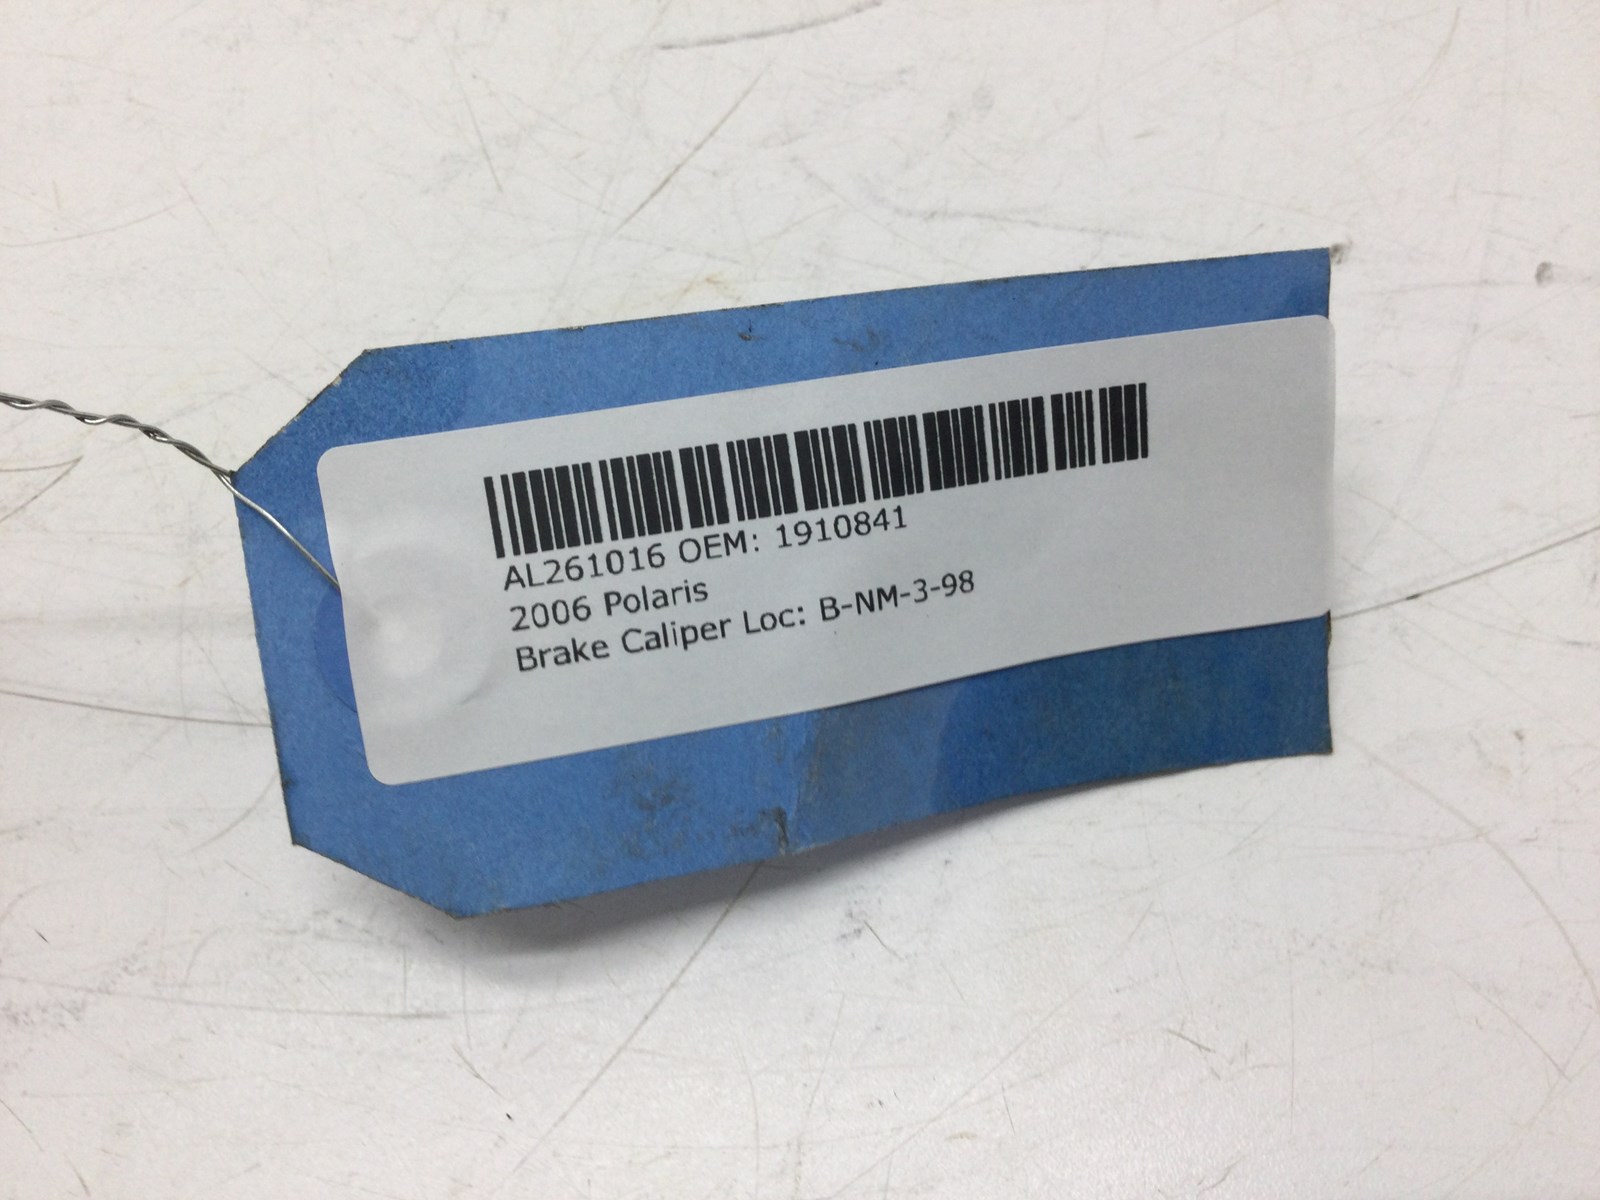 AL261016 OEM: 1910841
2006 Polaris
Brake Caliper Loc: B-NM-3-98